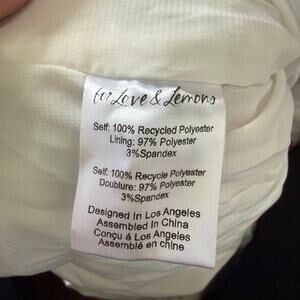 for Love & Lemons
Self: 100% Recycled Polyester
Lining: 97% Polyester
3%Spandex
Self: 100% Recycle Polyester
Doublure: 97% Polyester
3%Spandex
Designed In Los Angeles
Assembled In China
Conçu á Los Angeles
Assemblé en chine